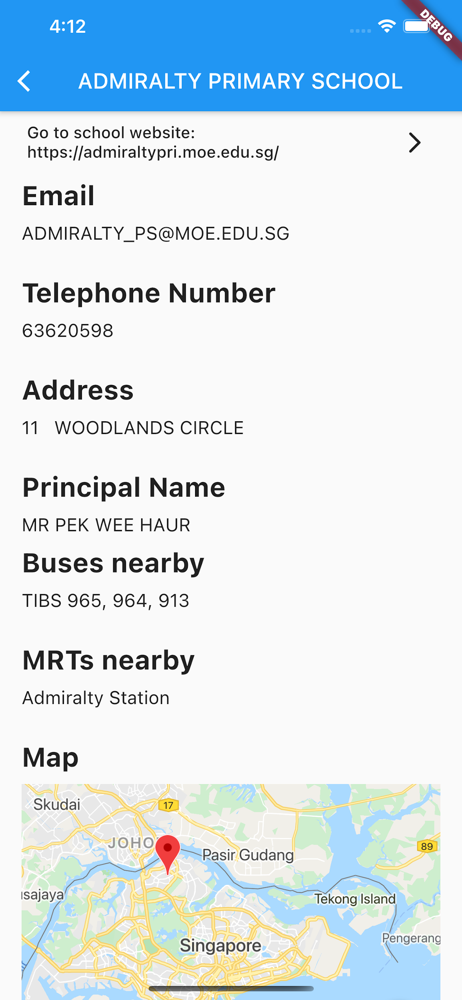 4:12
DEBUG
ADMIRALTY PRIMARY SCHOOL
Go to school website:
https://admiraltypri.moe.edu.sg/
Email
ADMIRALTY_PS@MOE.EDU.SG
Telephone Number
63620598
Address
11 WOODLANDS CIRCLE
Principal Name
MR PEK WEE HAUR
Buses nearby
TIBS 965, 964, 913
MRTs nearby
Admiralty Station
Map
Skudai
17
JOHO
Pasir Gudang
89
sajaya
Tekong Island
Pengerang
Singapore